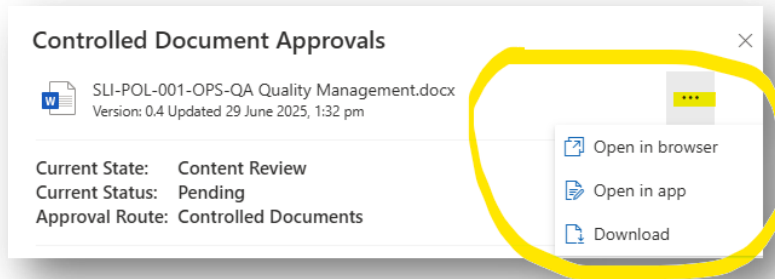 Controlled Document Approvals
SLI-POL-001-OPS-QA Quality Management.docx
Version: 0.4 Updated 29 June 2025, 1:32 pm
...
Open in browser
Open in app
Download
Current State: Content Review
Current Status: Pending
Approval Route: Controlled Documents